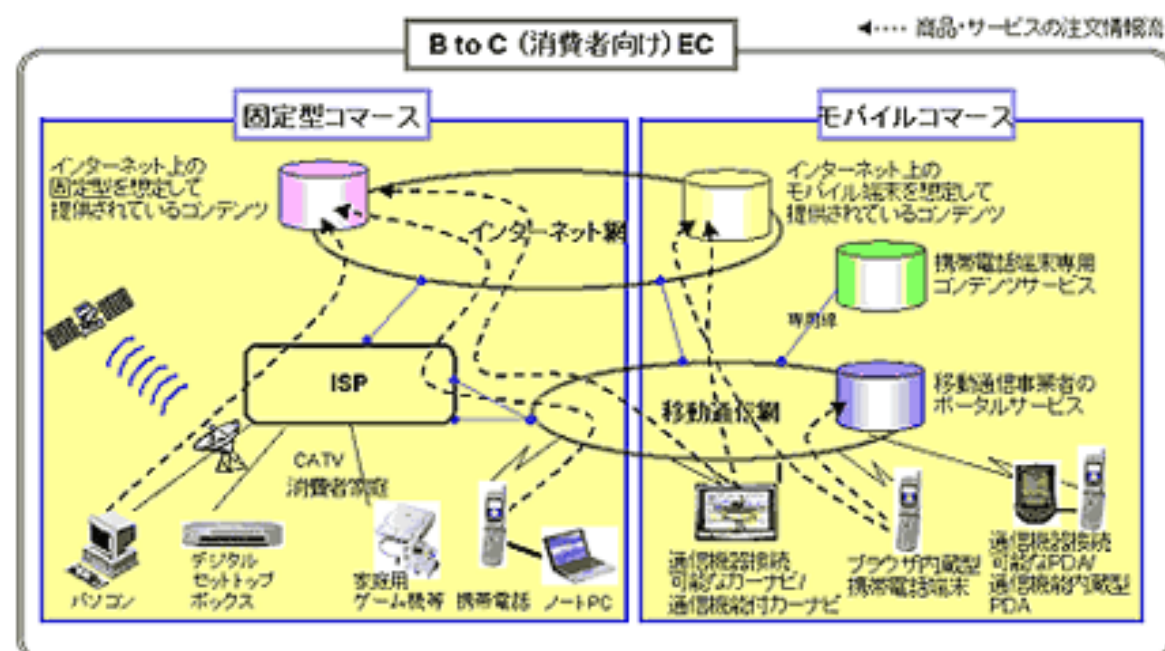 B to C (消費者向け) EC
商品・サービスの注文情報流
固定型コマース
モバイルコマース
インターネット上の
固定型を想定して
提供されているコンテンツ
インターネット上の
モバイル端末を想定して
提供されているコンテンツ
インターネット網
携帯電話端末専用
コンテンツサービス
専用線
ISP
移動通信網
移動通信事業者の
ポータルサービス
CATV
消費者家庭
パソコン
デジタル
セットトップ
ボックス
家庭用
ゲーム機等
携帯電話
ノートPC
通信機器接続
可能なカーナビ/
通信機能付カーナビ
ブラウザ内蔵型
携帯電話端末
通信機器接続
可能なPDA/
通信機能内蔵型
PDA